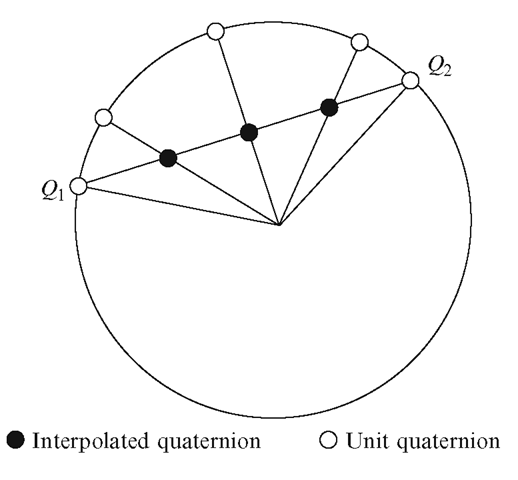 Q2
Q1
Interpolated quaternion
Unit quaternion